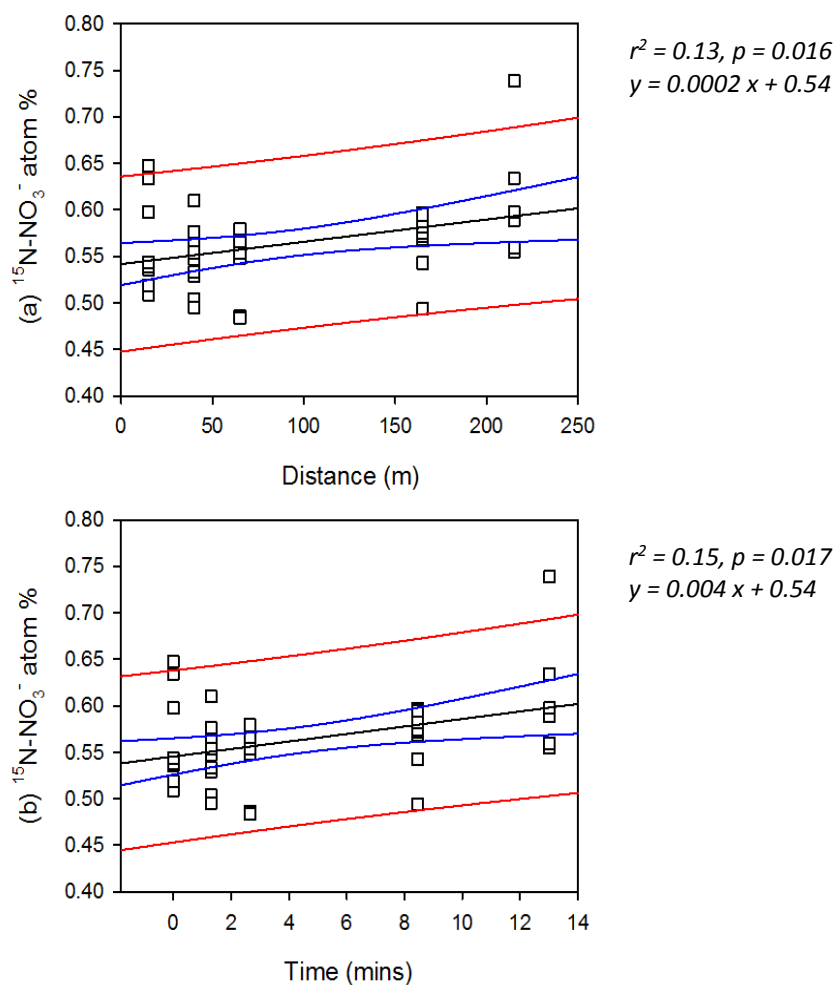 0.80
0.75
0.70
0.65
0.60
0.55
0.50
0.45
0.40
(a) ¹⁵N-NO₃⁻ atom %
0 50 100 150 200 250
Distance (m)
r² = 0.13, p = 0.016
y = 0.0002 x + 0.54
0.80
0.75
0.70
0.65
0.60
0.55
0.50
0.45
0.40
(b) ¹⁵N-NO₃⁻ atom %
0 2 4 6 8 10 12 14
Time (mins)
r² = 0.15, p = 0.017
y = 0.004 x + 0.54